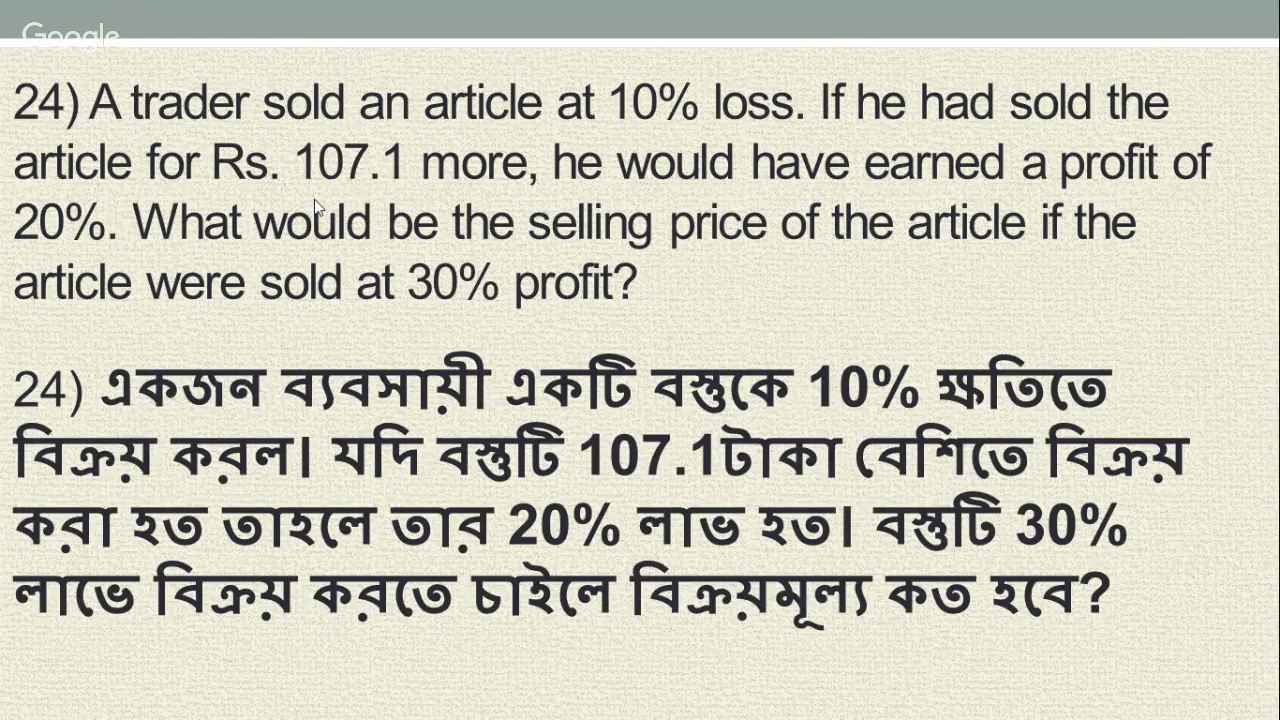 Google
24) A trader sold an article at 10% loss. If he had sold the
article for Rs. 107.1 more, he would have earned a profit of
20%. What would be the selling price of the article if the
article were sold at 30% profit?
24) একজন ব্যবসায়ী একটি বস্তুকে 10% ক্ষতিতে
বিক্রয় করল। যদি বস্তুটি 107.1টাকা বেশিতে বিক্রয়
করা হত তাহলে তার 20% লাভ হত। বস্তুটি 30%
লাভে বিক্রয় করতে চাইলে বিক্রয়মূল্য কত হবে?